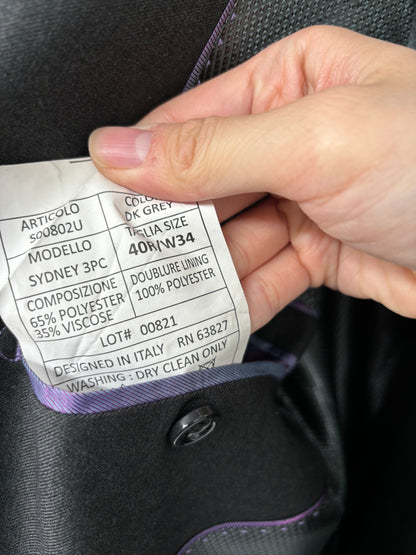 ARTICOLO
S00802U
COLO
DK GREY
MODELLO
SYDNEY 3PC
TAGLIA SIZE
40R/W34
COMPOSIZIONE
65% POLYESTER
35% VISCOSE
DOUBLURE LINING
100% POLYESTER
LOT# 00821
DESIGNED IN ITALY RN 63827
WASHING : DRY CLEAN ONLY